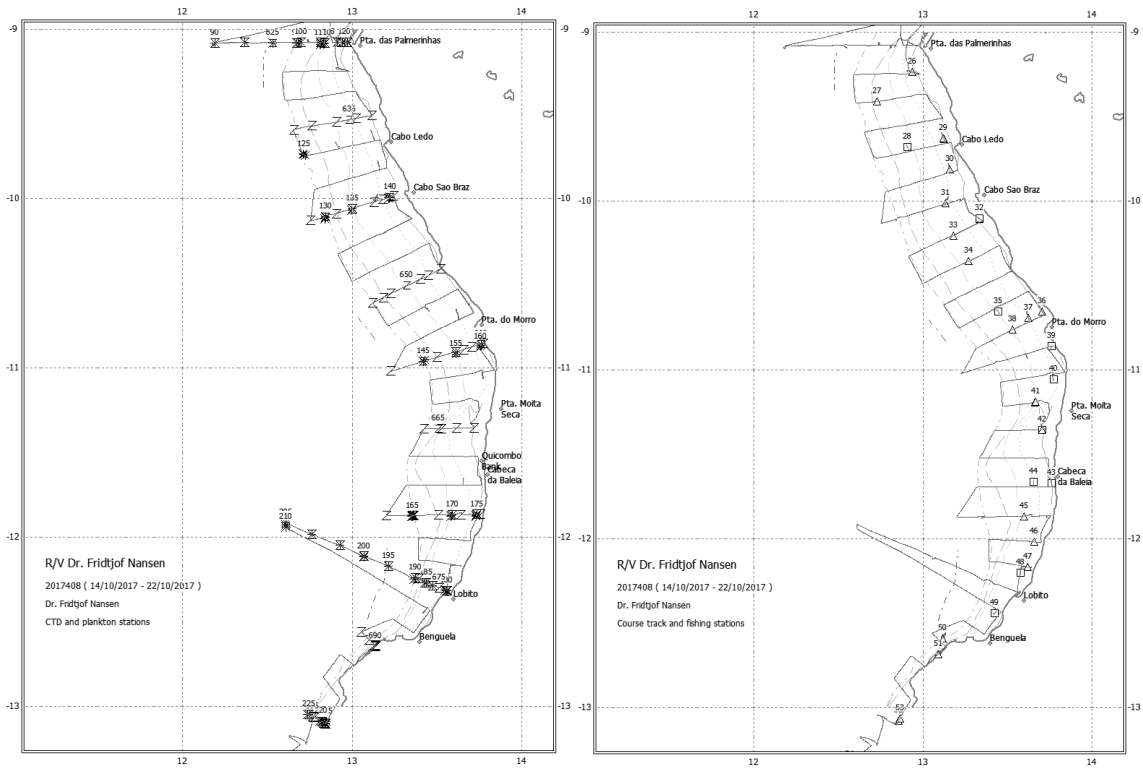 12 13 14
-9
90 625 100 120
Pta. das Palmerinhas
635
125
Cabo Ledo
140
Cabo Sao Braz
135
130
-10
650
Pta. do Morro
160
155
145
-11
Pta. Moita
Seca
665
Quicombo
Bank
Cabeca
da Baleia
165 170 175
210
200
195
190
675
-12
Lobito
690
Benguela
225
-13
R/V Dr. Fridtjof Nansen
2017408 ( 14/10/2017 - 22/10/2017 )
Dr. Fridtjof Nansen
CTD and plankton stations
12 13 14
12 13 14
-9
Pta. das Palmerinhas
26
27
29
28
Cabo Ledo
30
31
Cabo Sao Braz
32
-10
33
34
35
36
37
38
Pta. do Morro
39
40
-11
41
Pta. Moita
Seca
42
44
43
Cabeca
da Baleia
45
46
-12
47
48
Lobito
49
50
51
Benguela
-13
R/V Dr. Fridtjof Nansen
2017408 ( 14/10/2017 - 22/10/2017 )
Dr. Fridtjof Nansen
Course track and fishing stations
12 13 14